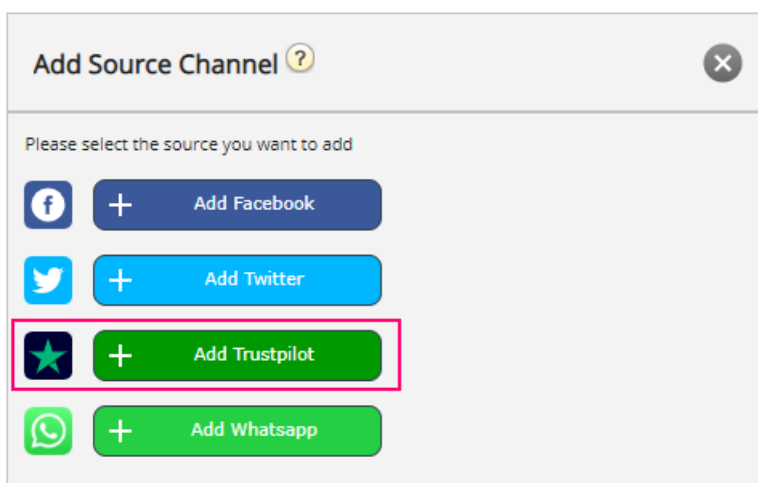 Add Source Channel ?
Please select the source you want to add
f + Add Facebook
+ Add Twitter
+ Add Trustpilot
+ Add Whatsapp